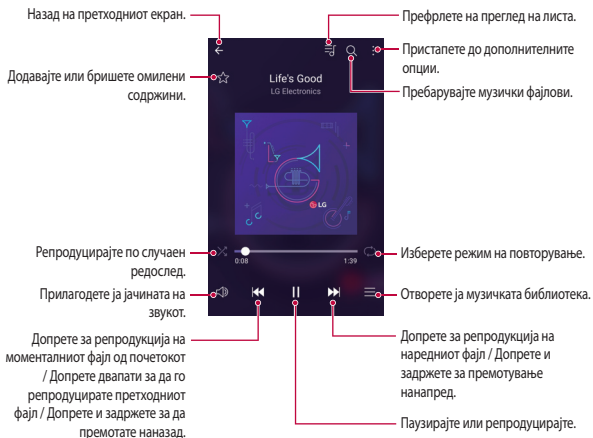 Назад на претходниот екран.
Додавајте или бришете омилени
содржини.
Репродуцирајте по случаен
редослед.
Прилагодете ја јачината на
звукот.
Допрете за репродукција на
моменталниот фајл од почетокот
/ Допрете двапати за да го
репродуцирате претходниот
фајл / Допрете и задржете за да
премотате наназад.
Life's Good
LG Electronics
LG
0:08
1:39
Префрлете на преглед на листа.
Пристапете до дополнителните
опции.
Пребарувајте музички фајлови.
Изберете режим на повторување.
Отворете ја музичката библиотека.
Допрете за репродукција на
наредниот фајл / Допрете и
задржете за премотување
нанапред.
Паузирајте или репродуцирајте.